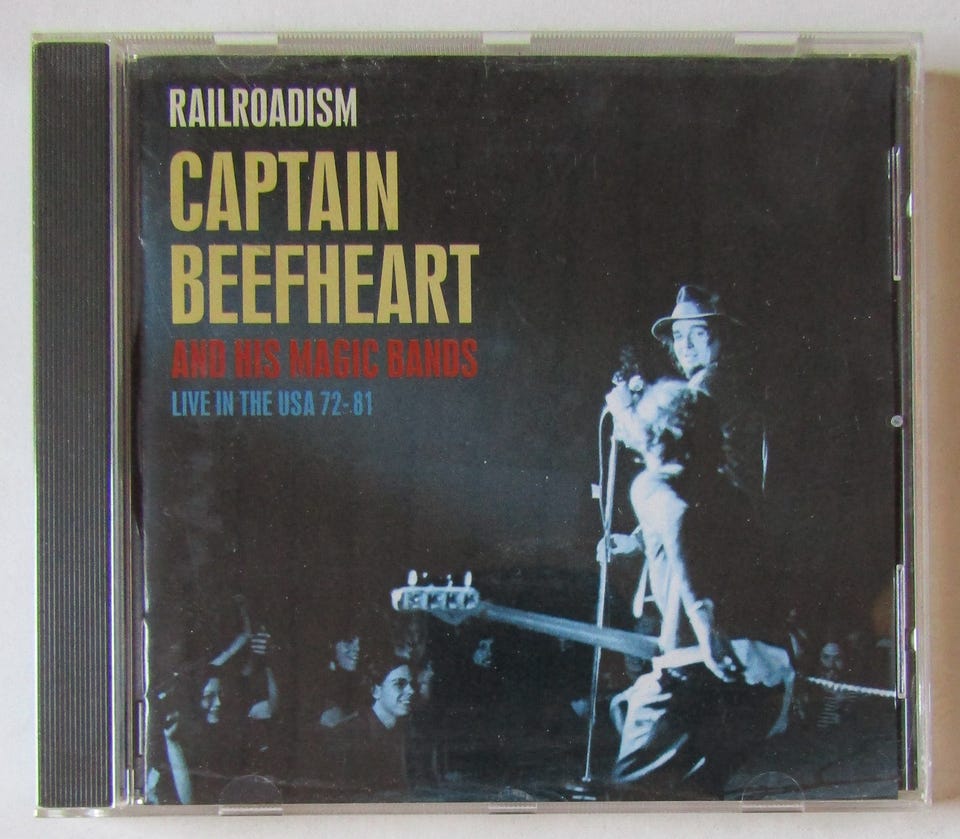 RAILROADISM
CAPTAIN
BEEFHEART
AND HIS MAGIC BANDS
LIVE IN THE USA 72-81